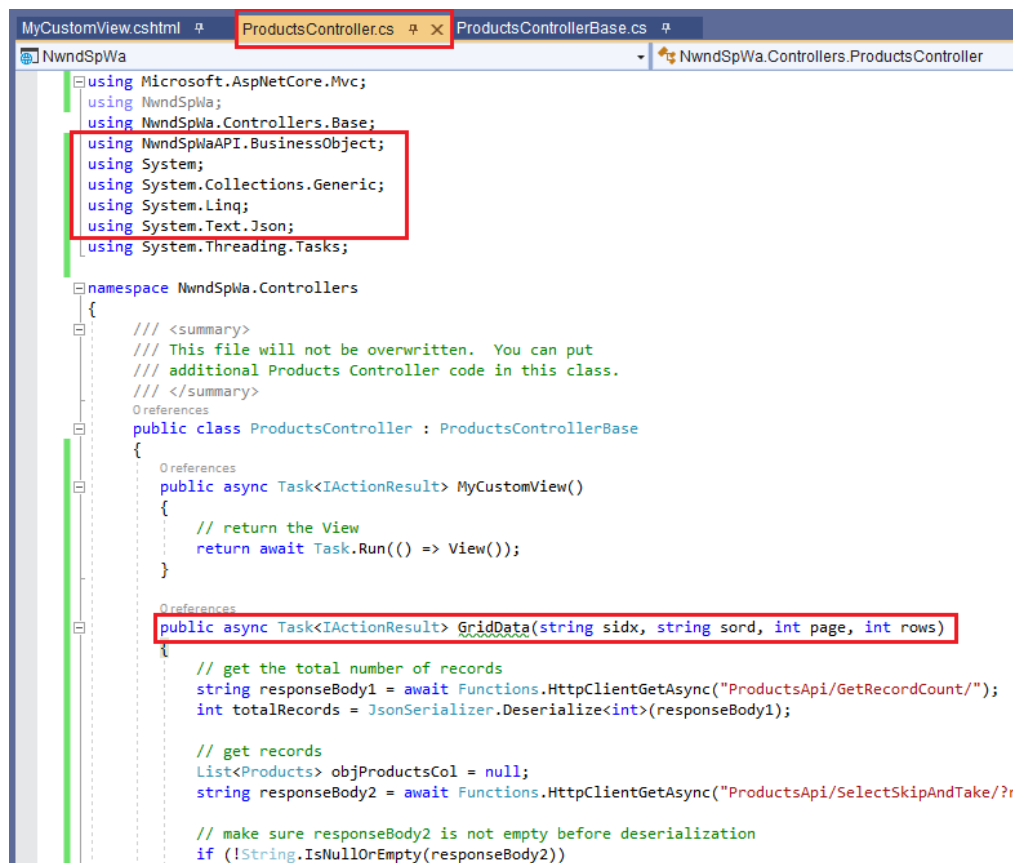 MyCustomView.cshtml ProductsController.cs ProductsControllerBase.cs
NwndSpWa NwndSpWa.Controllers.ProductsController
using Microsoft.AspNetCore.Mvc;
using NwndSpWa;
using NwndSpWa.Controllers.Base;
using NwndSpWaAPI.BusinessObject;
using System;
using System.Collections.Generic;
using System.Linq;
using System.Text.Json;
using System.Threading.Tasks;
namespace NwndSpWa.Controllers
{
/// <summary>
/// This file will not be overwritten.  You can put
/// additional Products Controller code in this class.
/// </summary>
0 references
public class ProductsController : ProductsControllerBase
{
0 references
public async Task<IActionResult> MyCustomView()
{
// return the View
return await Task.Run(() => View());
}
0 references
public async Task<IActionResult> GridData(string sidx, string sord, int page, int rows)
{
// get the total number of records
string responseBody1 = await Functions.HttpClientGetAsync("ProductsApi/GetRecordCount/");
int totalRecords = JsonSerializer.Deserialize<int>(responseBody1);
// get records
List<Products> objProductsCol = null;
string responseBody2 = await Functions.HttpClientGetAsync("ProductsApi/SelectSkipAndTake/?
// make sure responseBody2 is not empty before deserialization
if (!String.IsNullOrEmpty(responseBody2))